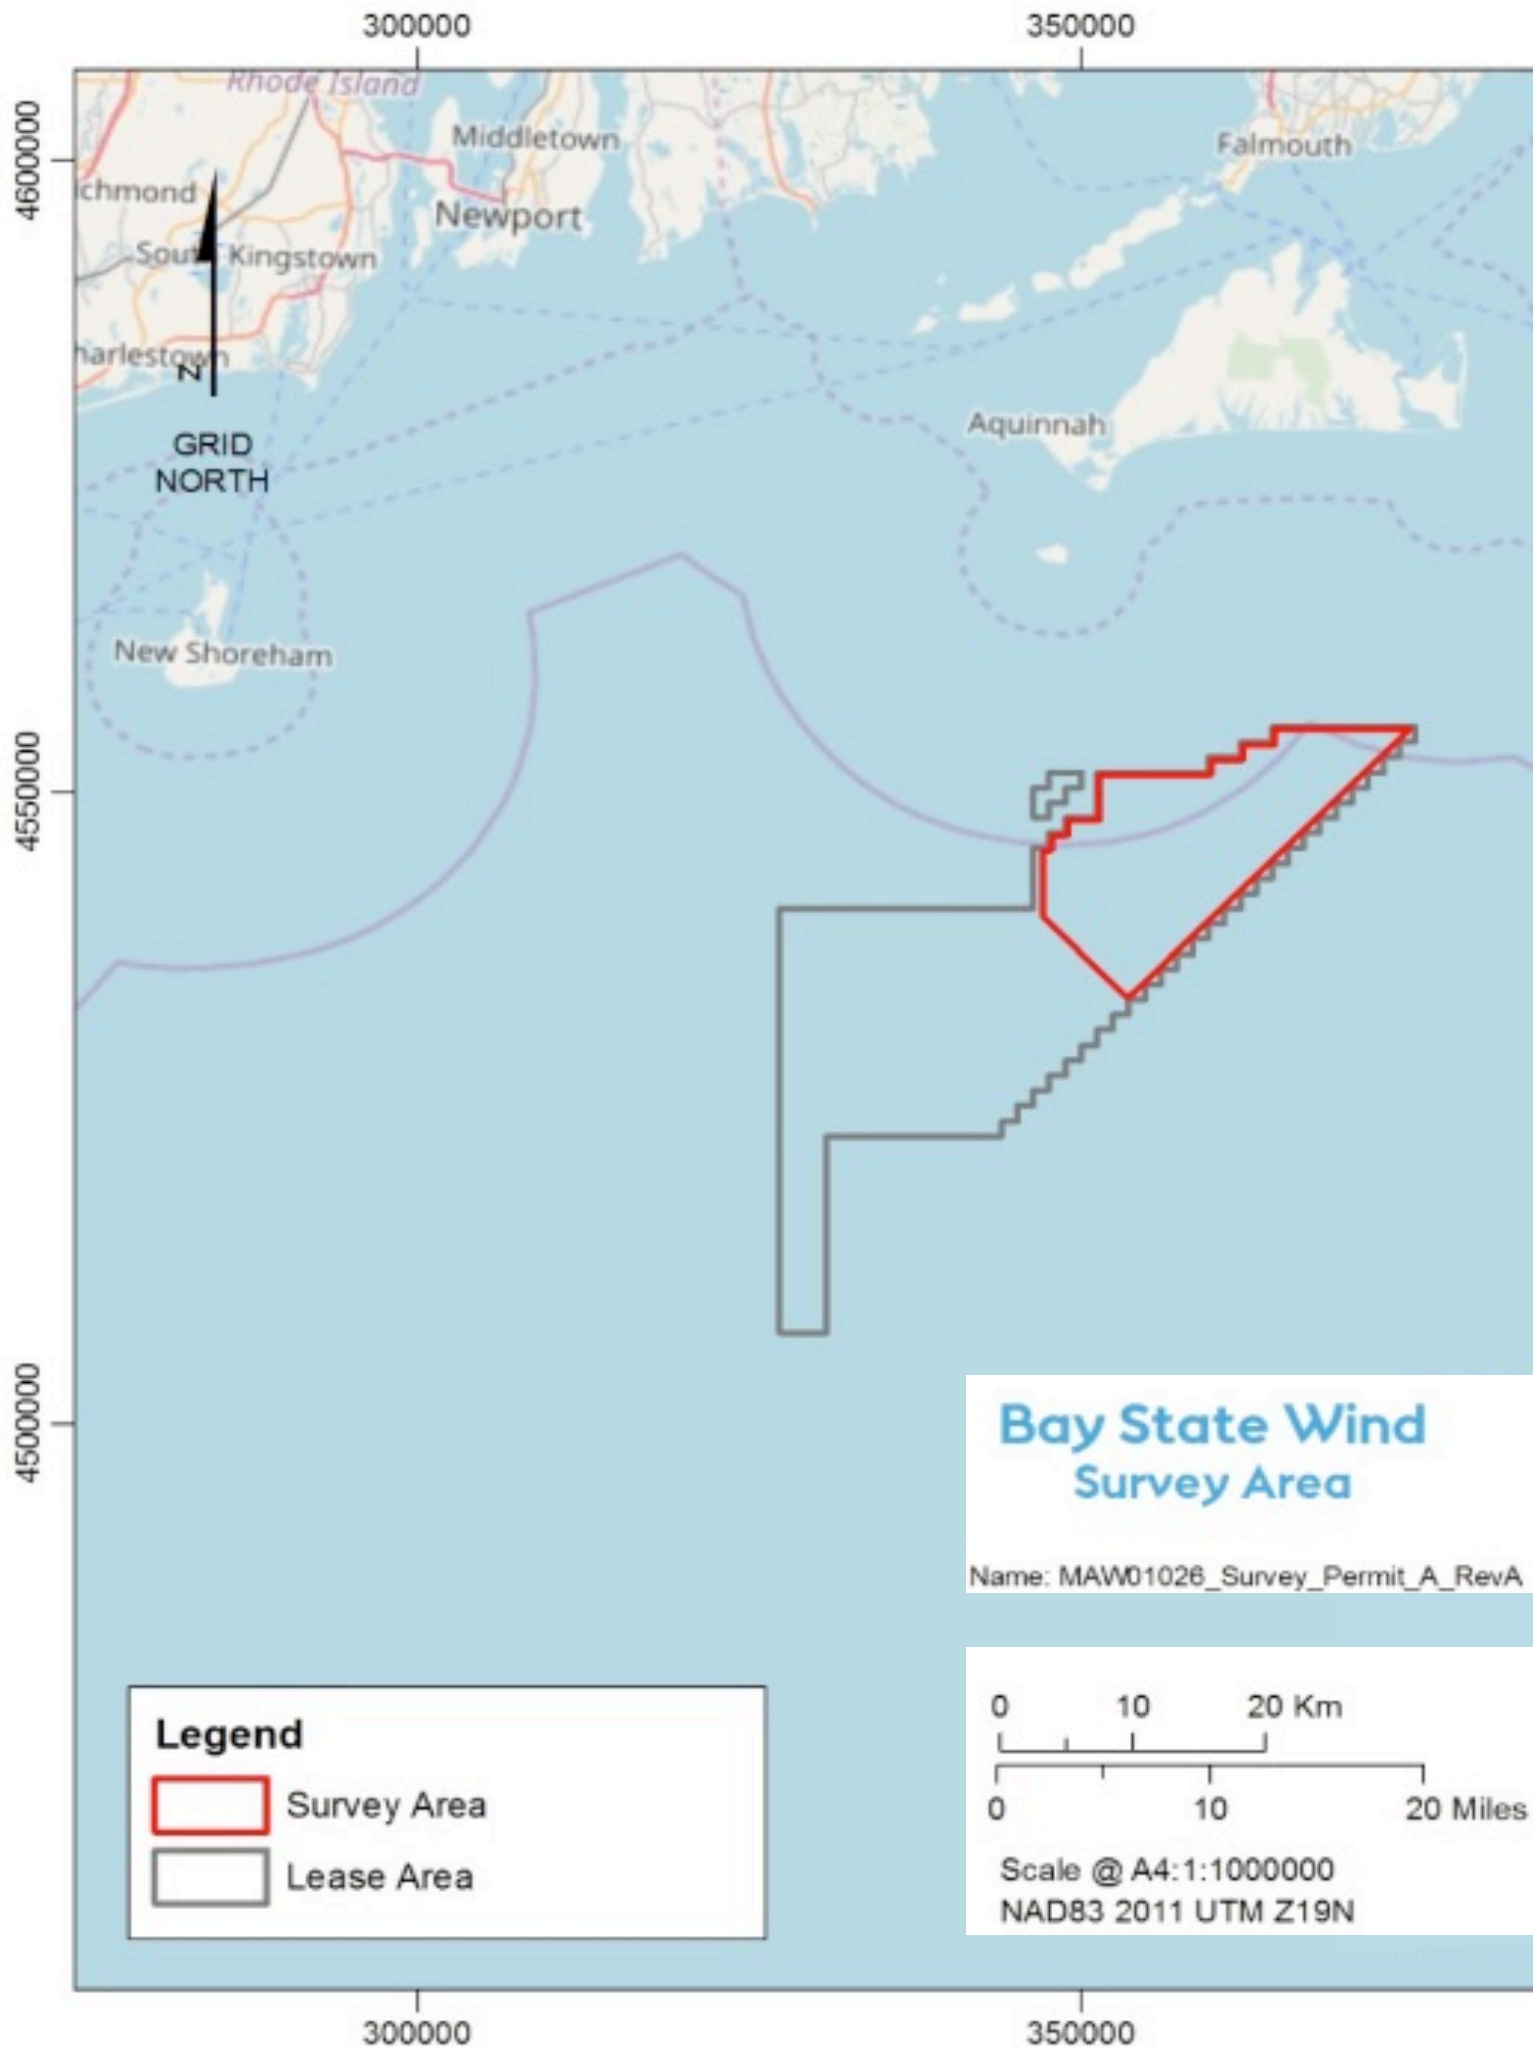 300000
350000
Rhode Island
4600000
Middletown
Falmouth
ichmond
Newport
South Kingstown
harlestown
N
Aquinnah
GRID
NORTH
New Shoreham
4550000
4500000
Bay State Wind
Survey Area
Name: MAW01026_Survey_Permit_A_RevA
Legend
Survey Area
Lease Area
0 10 20 Km
0 10 20 Miles
Scale @ A4:1:1000000
NAD83 2011 UTM Z19N
300000
350000